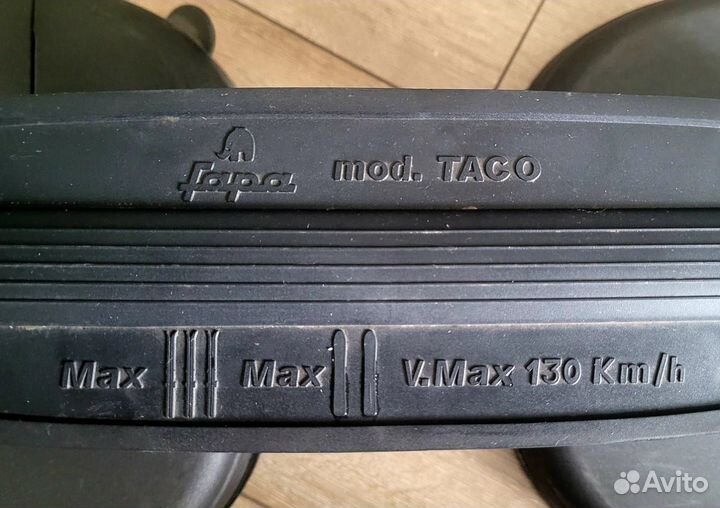 fapa mod. TACO
Max Max V.Max 130 Km/h
Avito